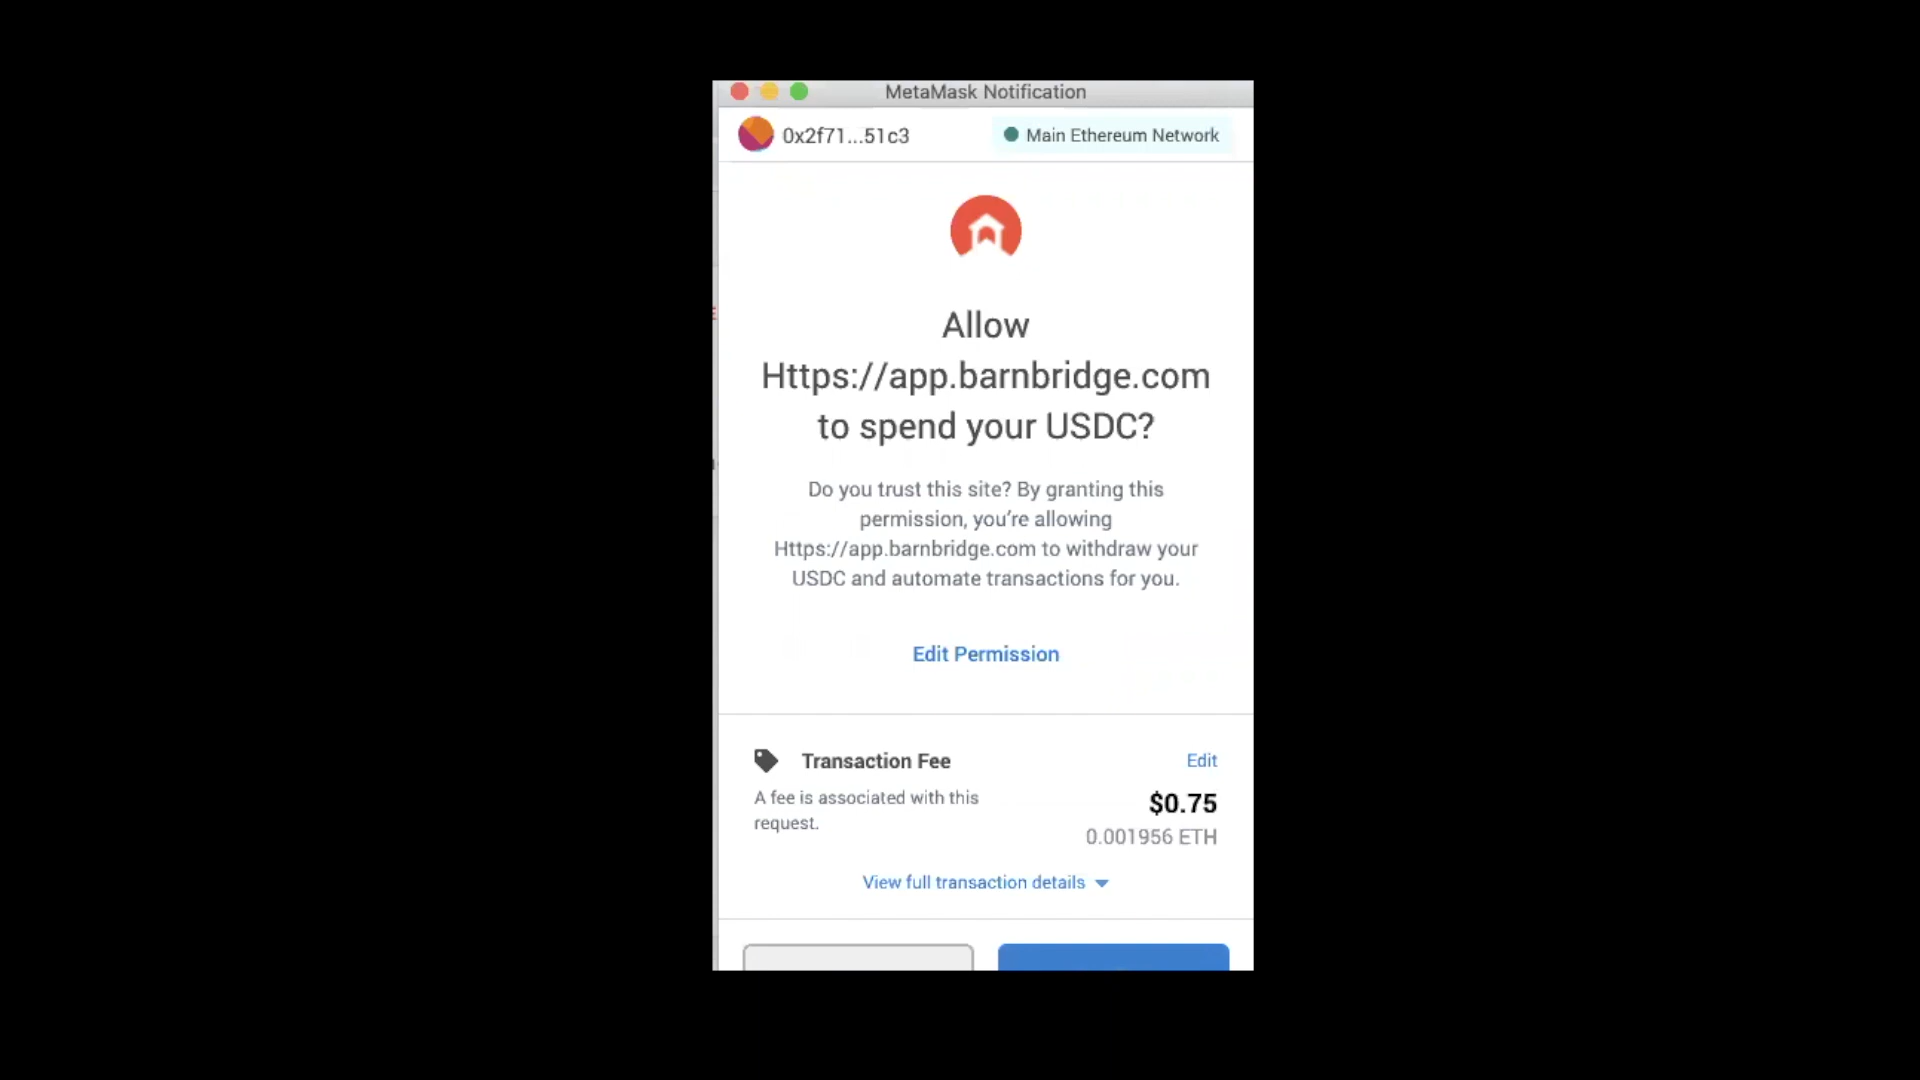 MetaMask Notification
0x2f71...51c3
Main Ethereum Network
Allow
Https://app.barnbridge.com
to spend your USDC?
Do you trust this site? By granting this
permission, you're allowing
Https://app.barnbridge.com to withdraw your
USDC and automate transactions for you.
Edit Permission
Transaction Fee
Edit
A fee is associated with this
request.
$0.75
0.001956 ETH
View full transaction details